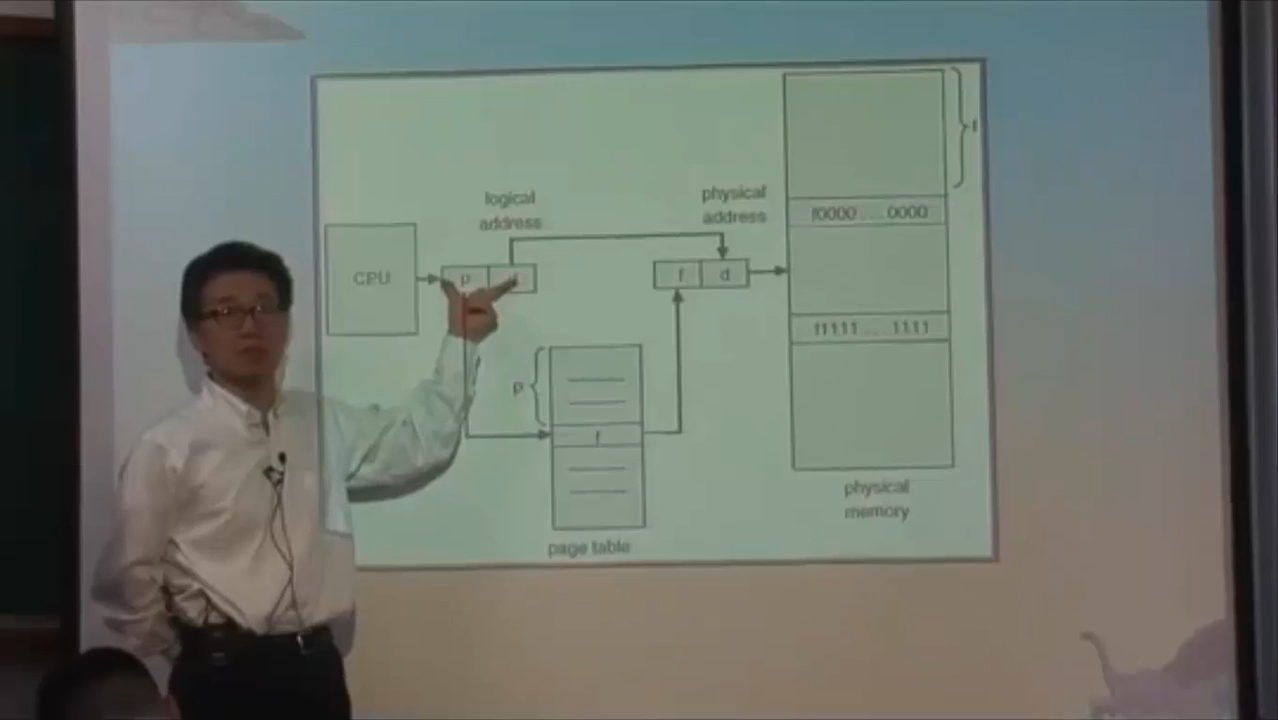 logical
address
physical
address
f
f0000 ... 0000
CPU
p
f
d
f1111 ... 1111
p
f
physical
memory
page table